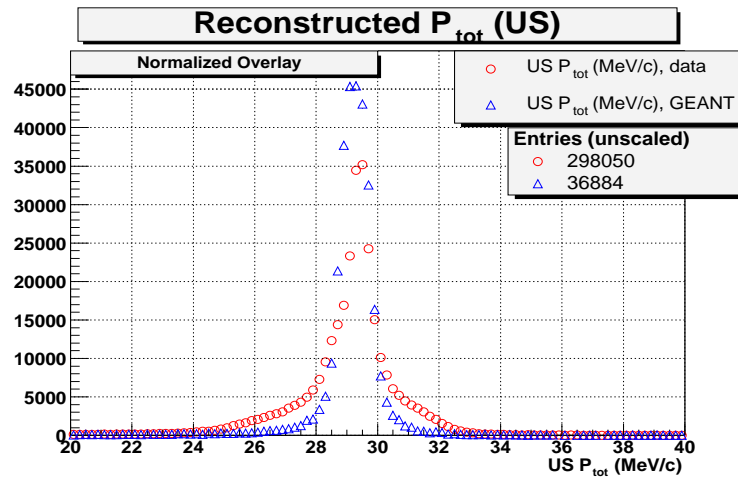 Reconstructed P_tot (US)
Normalized Overlay
US P_tot (MeV/c), data
US P_tot (MeV/c), GEANT
Entries (unscaled)
298050
36884
45000
40000
35000
30000
25000
20000
15000
10000
5000
0
20 22 24 26 28 30 32 34 36 38 40
US P_tot (MeV/c)